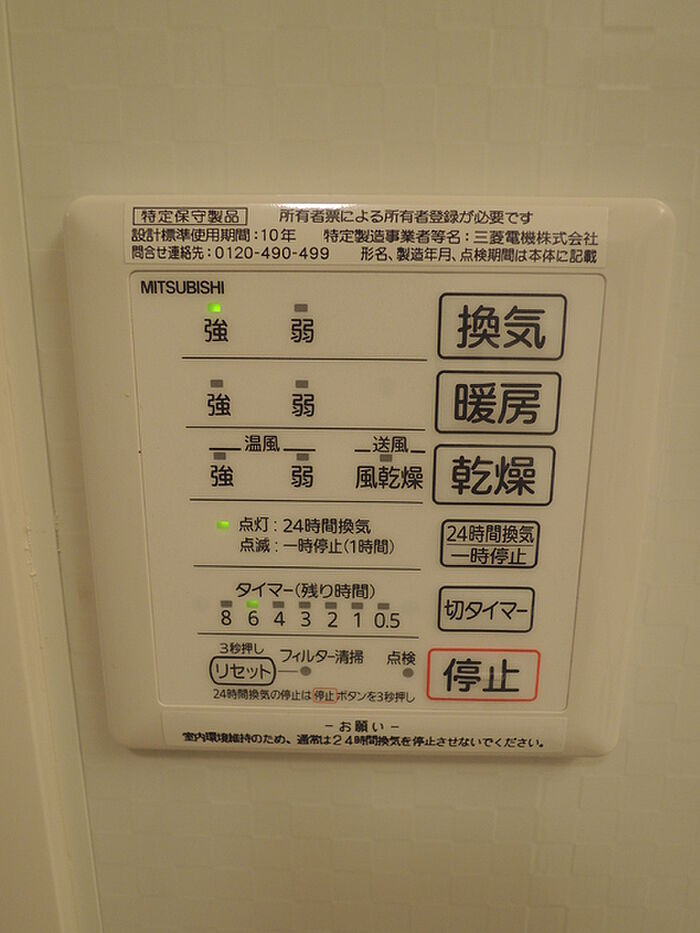 特定保守製品 所有者票による所有者登録が必要です
設計標準使用期間:10年 特定製造事業者等名:三菱電機株式会社
問合せ連絡先:0120-490-499 形名、製造年月、点検期間は本体に記載
MITSUBISHI
強 弱 換気
強 弱 暖房
温風 送風
強 弱 風乾燥 乾燥
点灯:24時間換気
点滅:一時停止(1時間)
24時間換気
一時停止
タイマー(残り時間)
8 6 4 3 2 1 0.5
切タイマー
3秒押し
リセット フィルター清掃 点検
停止
24時間換気の停止は停止ボタンを3秒押し
-お願い-
室内環境維持のため、通常は24時間換気を停止させないでください。